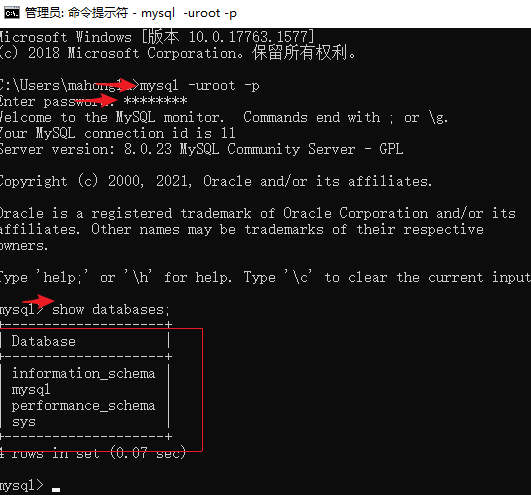 管理员: 命令提示符 - mysql  -uroot -p
Microsoft Windows [版本 10.0.17763.1577]
(c) 2018 Microsoft Corporation。保留所有权利。
C:\Users\mahong >mysql -uroot -p
Enter password: ********
Welcome to the MySQL monitor.  Commands end with ; or \g.
Your MySQL connection id is 11
Server version: 8.0.23 MySQL Community Server - GPL
Copyright (c) 2000, 2021, Oracle and/or its affiliates.
Oracle is a registered trademark of Oracle Corporation and/or its
affiliates. Other names may be trademarks of their respective
owners.
Type 'help;' or '\h' for help. Type '\c' to clear the current input
mysql> show databases;
+--------------------+
| Database           |
+--------------------+
| information_schema |
| mysql              |
| performance_schema |
| sys                |
+--------------------+
4 rows in set (0.07 sec)
mysql> _